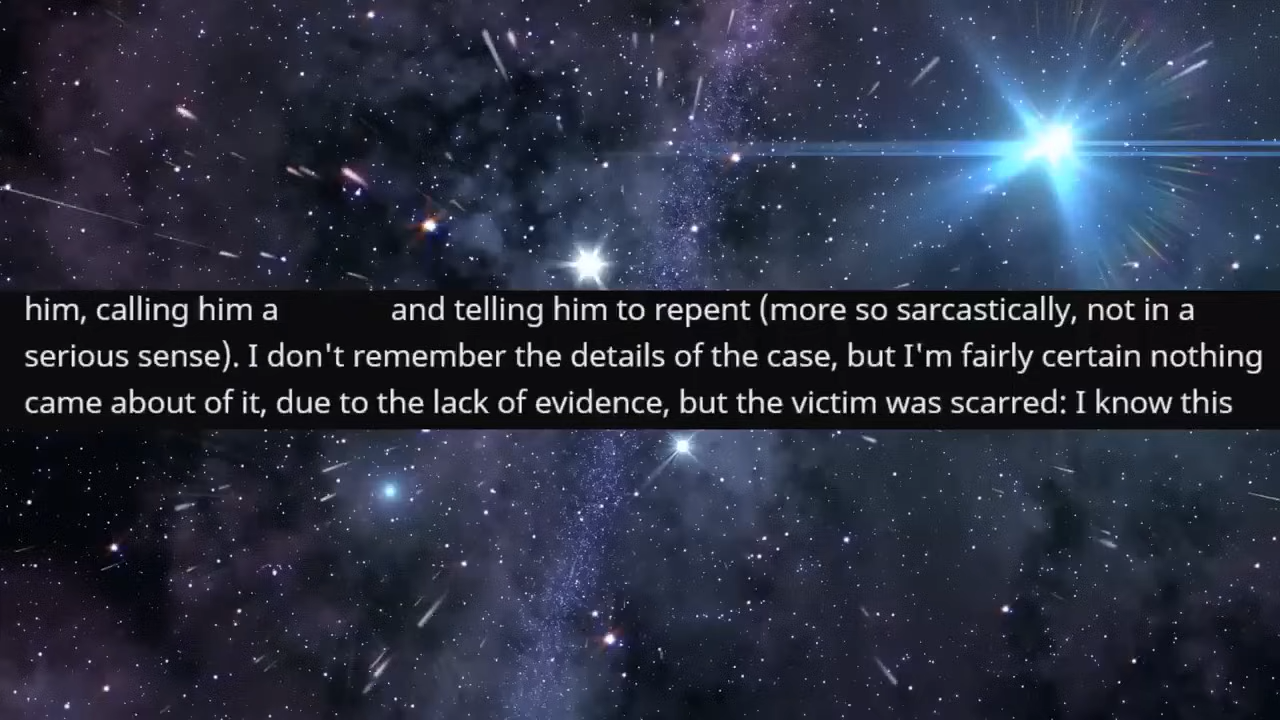 him, calling him a and telling him to repent (more so sarcastically, not in a
serious sense). I don't remember the details of the case, but I'm fairly certain nothing
came about of it, due to the lack of evidence, but the victim was scarred: I know this